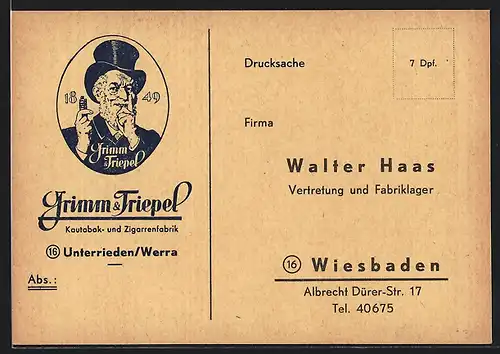 18 49
Grimm
& Triepel
Grimm & Triepel
Kautabak- und Zigarrenfabrik
16 Unterrieden/Werra
Abs.:
Drucksache
7 Dpf.
Firma
Walter Haas
Vertretung und Fabriklager
16 Wiesbaden
Albrecht Dürer-Str. 17
Tel. 40675